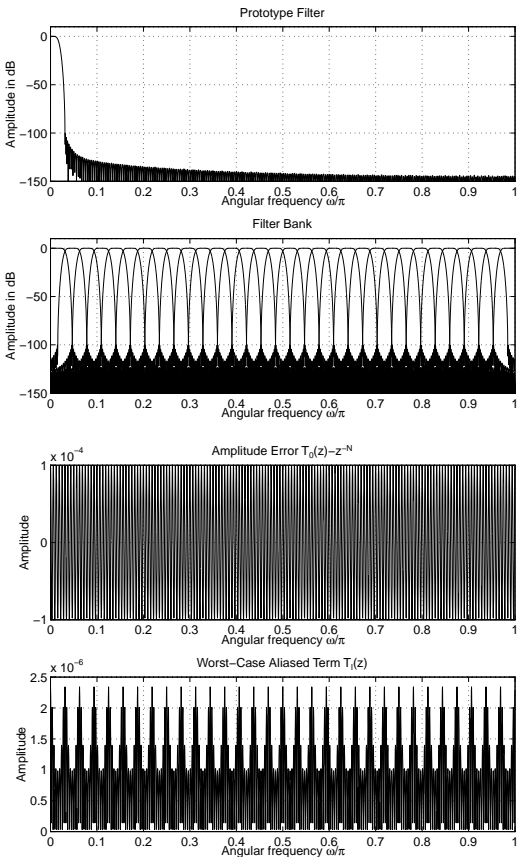 Prototype Filter
0
−50
−100
−150
Amplitude in dB
0 0.1 0.2 0.3 0.4 0.5 0.6 0.7 0.8 0.9 1
Angular frequency ω/π
Filter Bank
0
−50
−100
−150
Amplitude in dB
0 0.1 0.2 0.3 0.4 0.5 0.6 0.7 0.8 0.9 1
Angular frequency ω/π
Amplitude Error T₀(z)−z⁻ᴺ
x 10⁻⁴
1
0
−1
Amplitude
0 0.1 0.2 0.3 0.4 0.5 0.6 0.7 0.8 0.9 1
Angular frequency ω/π
Worst−Case Aliased Term Tₗ(z)
x 10⁻⁶
2.5
2
1.5
1
0.5
0
Amplitude
0 0.1 0.2 0.3 0.4 0.5 0.6 0.7 0.8 0.9 1
Angular frequency ω/π